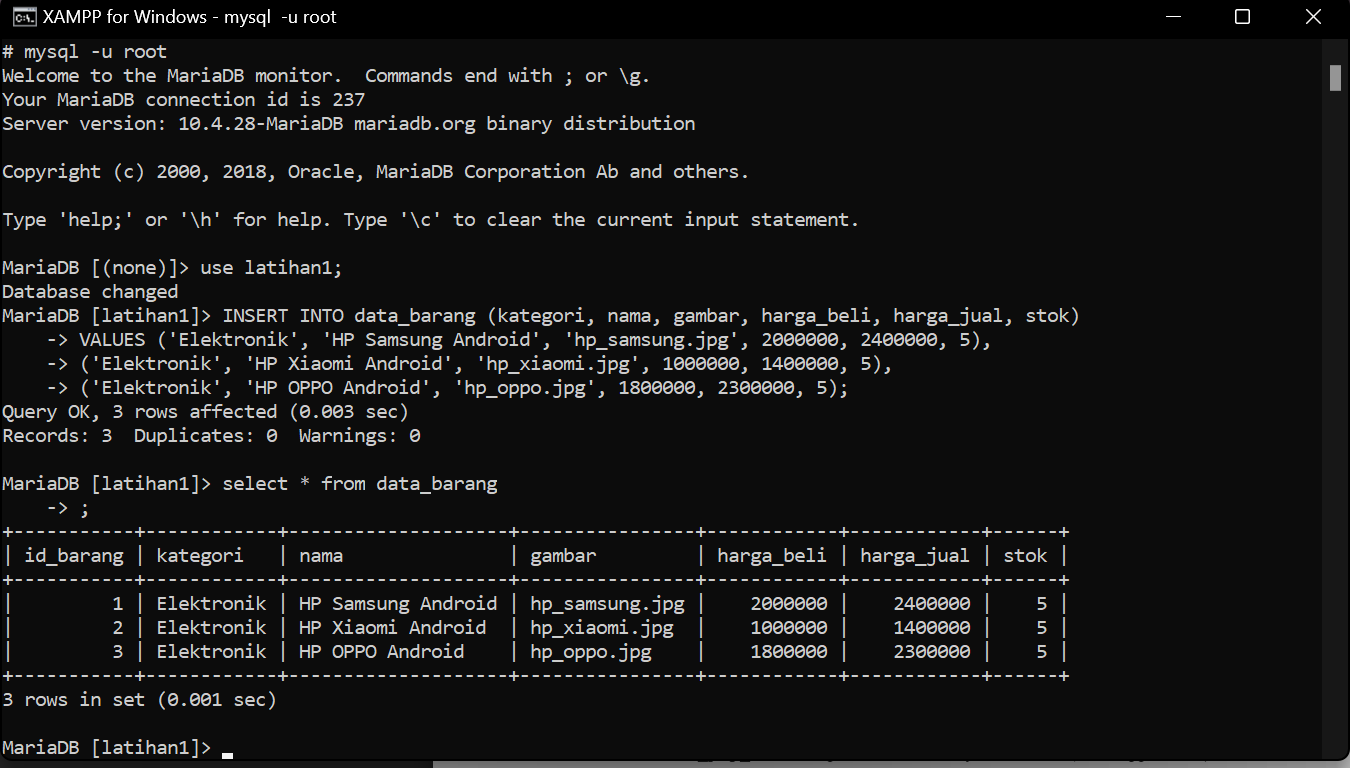 XAMPP for Windows - mysql  -u root
# mysql -u root
Welcome to the MariaDB monitor.  Commands end with ; or \g.
Your MariaDB connection id is 237
Server version: 10.4.28-MariaDB mariadb.org binary distribution

Copyright (c) 2000, 2018, Oracle, MariaDB Corporation Ab and others.

Type 'help;' or '\h' for help. Type '\c' to clear the current input statement.

MariaDB [(none)]> use latihan1;
Database changed
MariaDB [latihan1]> INSERT INTO data_barang (kategori, nama, gambar, harga_beli, harga_jual, stok)
    -> VALUES ('Elektronik', 'HP Samsung Android', 'hp_samsung.jpg', 2000000, 2400000, 5),
    -> ('Elektronik', 'HP Xiaomi Android', 'hp_xiaomi.jpg', 1000000, 1400000, 5),
    -> ('Elektronik', 'HP OPPO Android', 'hp_oppo.jpg', 1800000, 2300000, 5);
Query OK, 3 rows affected (0.003 sec)
Records: 3  Duplicates: 0  Warnings: 0

MariaDB [latihan1]> select * from data_barang
    -> ;
+-----------+------------+--------------------+----------------+------------+------------+------+
| id_barang | kategori   | nama               | gambar         | harga_beli | harga_jual | stok |
+-----------+------------+--------------------+----------------+------------+------------+------+
|         1 | Elektronik | HP Samsung Android | hp_samsung.jpg |    2000000 |    2400000 |    5 |
|         2 | Elektronik | HP Xiaomi Android  | hp_xiaomi.jpg  |    1000000 |    1400000 |    5 |
|         3 | Elektronik | HP OPPO Android    | hp_oppo.jpg    |    1800000 |    2300000 |    5 |
+-----------+------------+--------------------+----------------+------------+------------+------+
3 rows in set (0.001 sec)

MariaDB [latihan1]>